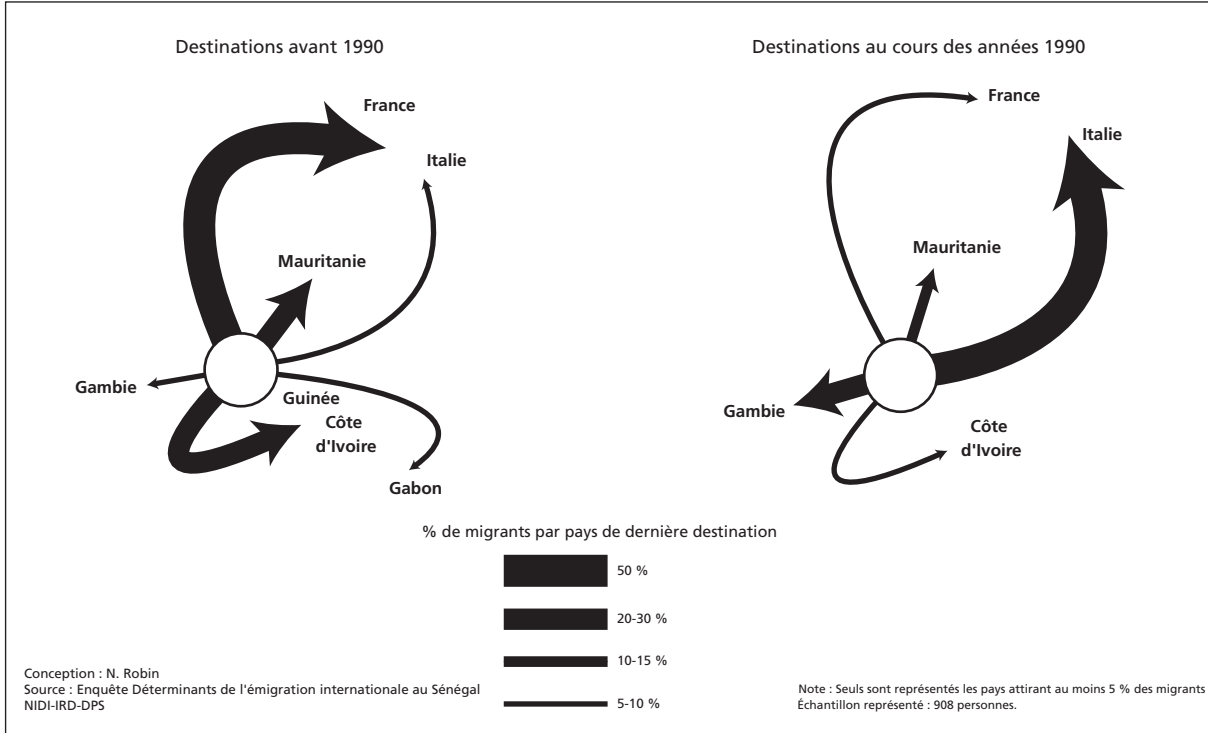 Destinations avant 1990
France
Italie
Mauritanie
Gambie
Guinée
Côte
d'Ivoire
Gabon
Destinations au cours des années 1990
France
Italie
Mauritanie
Gambie
Côte
d'Ivoire
% de migrants par pays de dernière destination
50 %
20-30 %
10-15 %
5-10 %
Conception : N. Robin
Source : Enquête Déterminants de l'émigration internationale au Sénégal
NIDI-IRD-DPS
Note : Seuls sont représentés les pays attirant au moins 5 % des migrants
Échantillon représenté : 908 personnes.